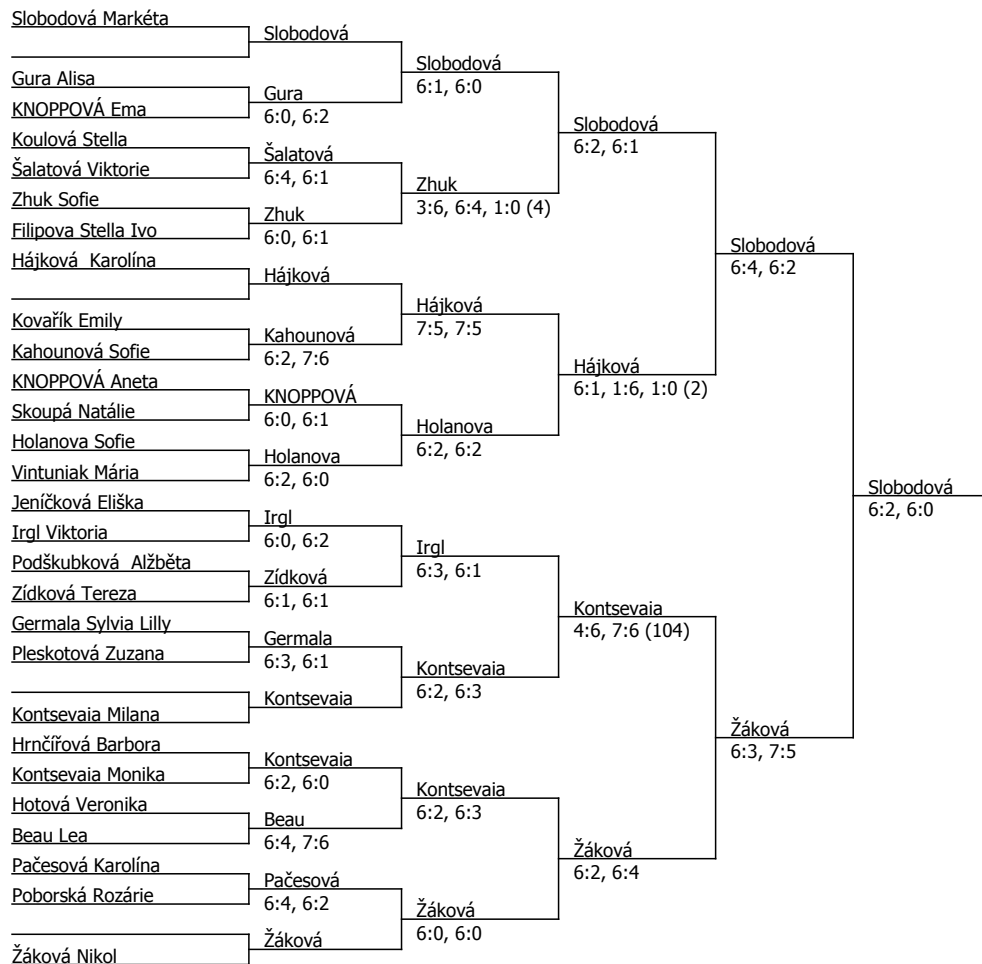 Slobodová Markéta
Gura Alisa
KNOPPOVÁ Ema
Koulová Stella
Šalatová Viktorie
Zhuk Sofie
Filipova Stella Ivo
Hájková  Karolína
Kovařík Emily
Kahounová Sofie
KNOPPOVÁ Aneta
Skoupá Natálie
Holanova Sofie
Vintuniak Mária
Jeníčková Eliška
Irgl Viktoria
Podškubková  Alžběta
Zídková Tereza
Germala Sylvia Lilly
Pleskotová Zuzana
Kontsevaia Milana
Hrnčířová Barbora
Kontsevaia Monika
Hotová Veronika
Beau Lea
Pačesová Karolína
Poborská Rozárie
Žáková Nikol
Slobodová
Gura
6:0, 6:2
Šalatová
6:4, 6:1
Zhuk
6:0, 6:1
Hájková
Kahounová
6:2, 7:6
KNOPPOVÁ
6:0, 6:1
Holanova
6:2, 6:0
Irgl
6:0, 6:2
Zídková
6:1, 6:1
Germala
6:3, 6:1
Kontsevaia
Kontsevaia
6:2, 6:0
Beau
6:4, 7:6
Pačesová
6:4, 6:2
Žáková
Slobodová
6:1, 6:0
Zhuk
3:6, 6:4, 1:0 (4)
Hájková
7:5, 7:5
Holanova
6:2, 6:2
Irgl
6:3, 6:1
Kontsevaia
6:2, 6:3
Kontsevaia
6:2, 6:3
Žáková
6:0, 6:0
Slobodová
6:2, 6:1
Hájková
6:1, 1:6, 1:0 (2)
Kontsevaia
4:6, 7:6 (104)
Žáková
6:2, 6:4
Slobodová
6:4, 6:2
Žáková
6:3, 7:5
Slobodová
6:2, 6:0